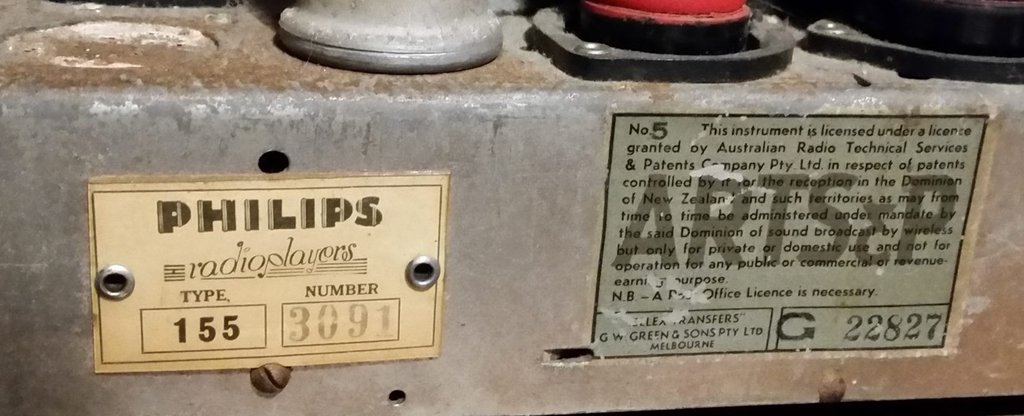 PHILIPS
radioplayers
TYPE. NUMBER
155 3091
No. 5 This instrument is licensed under a licence
granted by Australian Radio Technical Services
& Patents Company Pty. Ltd. in respect of patents
controlled by it for the reception in the Dominion
of New Zealand and such territories as may from
time to time be administered under mandate by
the said Dominion of sound broadcast by wireless
but only for private or domestic use and not for
operation for any public or commercial or revenue-
earning purpose.
N.B – A Post Office Licence is necessary.
TRANSFERS"
G. W. GREEN & SONS PTY LTD
MELBOURNE
G 22827